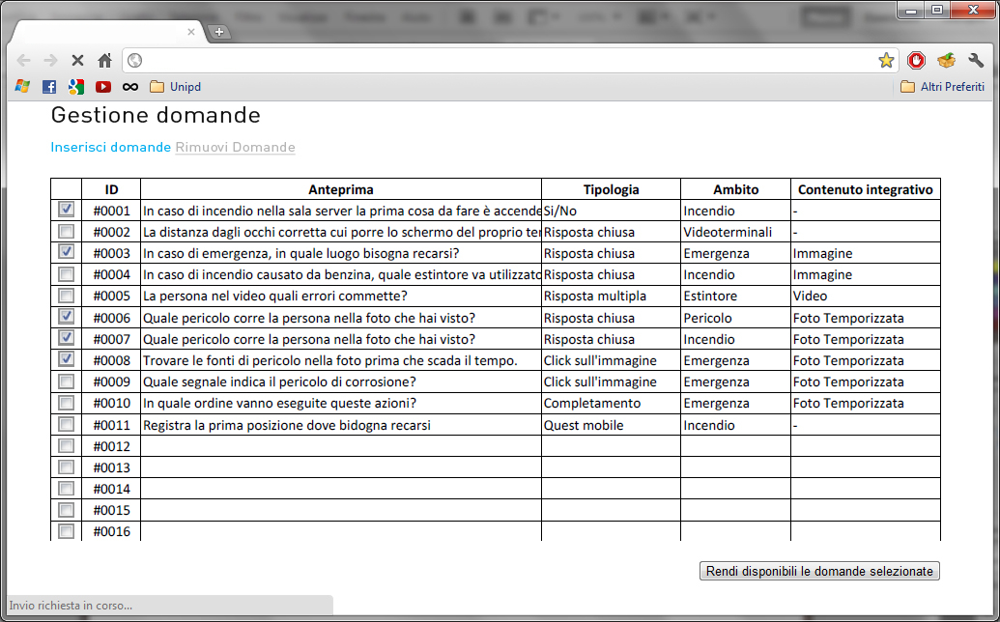 Unipd
Altri Preferiti
Gestione domande
Inserisci domande Rimuovi Domande
ID Anteprima Tipologia Ambito Contenuto integrativo
#0001 In caso di incendio nella sala server la prima cosa da fare è accende Si/No Incendio -
#0002 La distanza dagli occhi corretta cui porre lo schermo del proprio ter Risposta chiusa Videoterminali -
#0003 In caso di emergenza, in quale luogo bisogna recarsi? Risposta chiusa Emergenza Immagine
#0004 In caso di incendio causato da benzina, quale estintore va utilizzato Risposta chiusa Incendio Immagine
#0005 La persona nel video quali errori commette? Risposta multipla Estintore Video
#0006 Quale pericolo corre la persona nella foto che hai visto? Risposta chiusa Pericolo Foto Temporizzata
#0007 Quale pericolo corre la persona nella foto che hai visto? Risposta chiusa Incendio Foto Temporizzata
#0008 Trovare le fonti di pericolo nella foto prima che scada il tempo. Click sull'immagine Emergenza Foto Temporizzata
#0009 Quale segnale indica il pericolo di corrosione? Click sull'immagine Emergenza Foto Temporizzata
#0010 In quale ordine vanno eseguite queste azioni? Completamento Emergenza Foto Temporizzata
#0011 Registra la prima posizione dove bidogna recarsi Quest mobile Incendio -
#0012
#0013
#0014
#0015
#0016
Rendi disponibili le domande selezionate
Invio richiesta in corso...